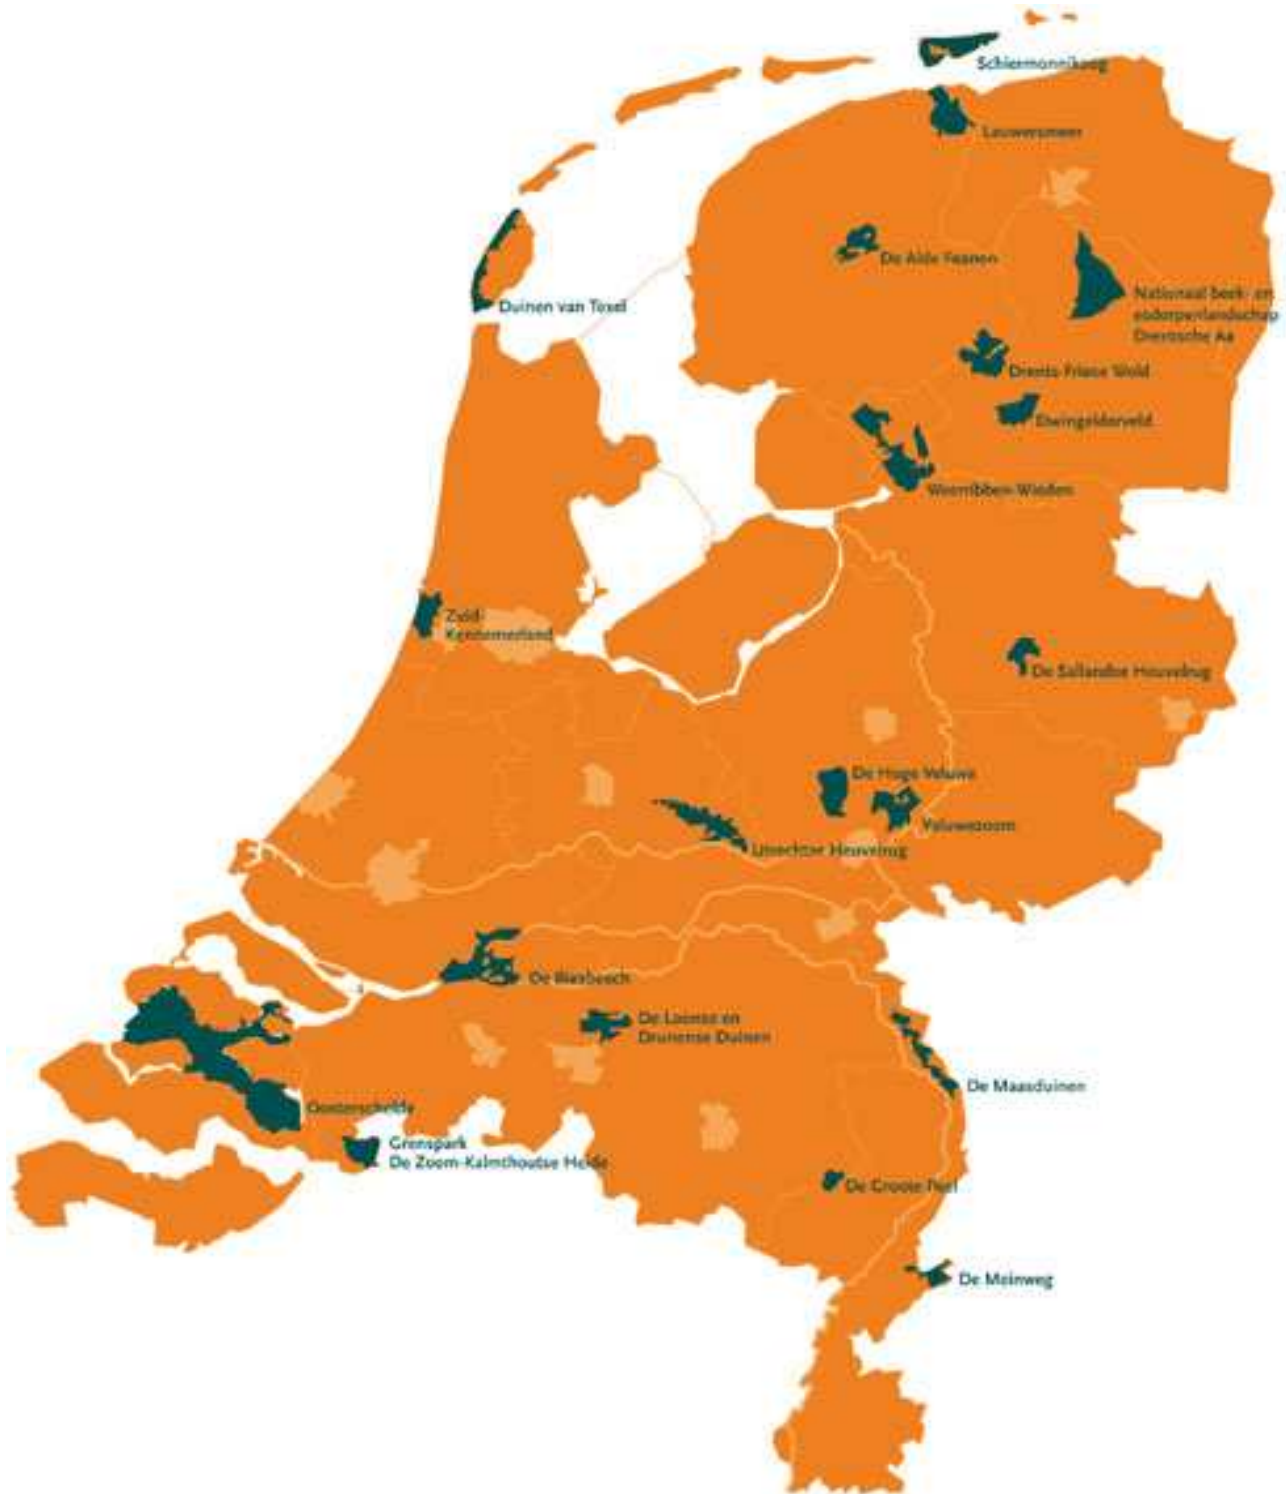 Schiermonnikoog
Lauwersmeer
De Alde Feanen
Duinen van Texel
Nationaal beek- en
esdorpenlandschap
Drentsche Aa
Drents-Friese Wold
Dwingelderveld
Weerribben-Wieden
Zuid-
Kennemerland
De Sallandse Heuvelrug
De Hoge Veluwe
Veluwezoom
Utrechtse Heuvelrug
De Biesbosch
De Loonse en
Drunense Duinen
De Maasduinen
Oosterschelde
Grenspark
De Zoom-Kalmthoutse Heide
De Groote Peel
De Meinweg